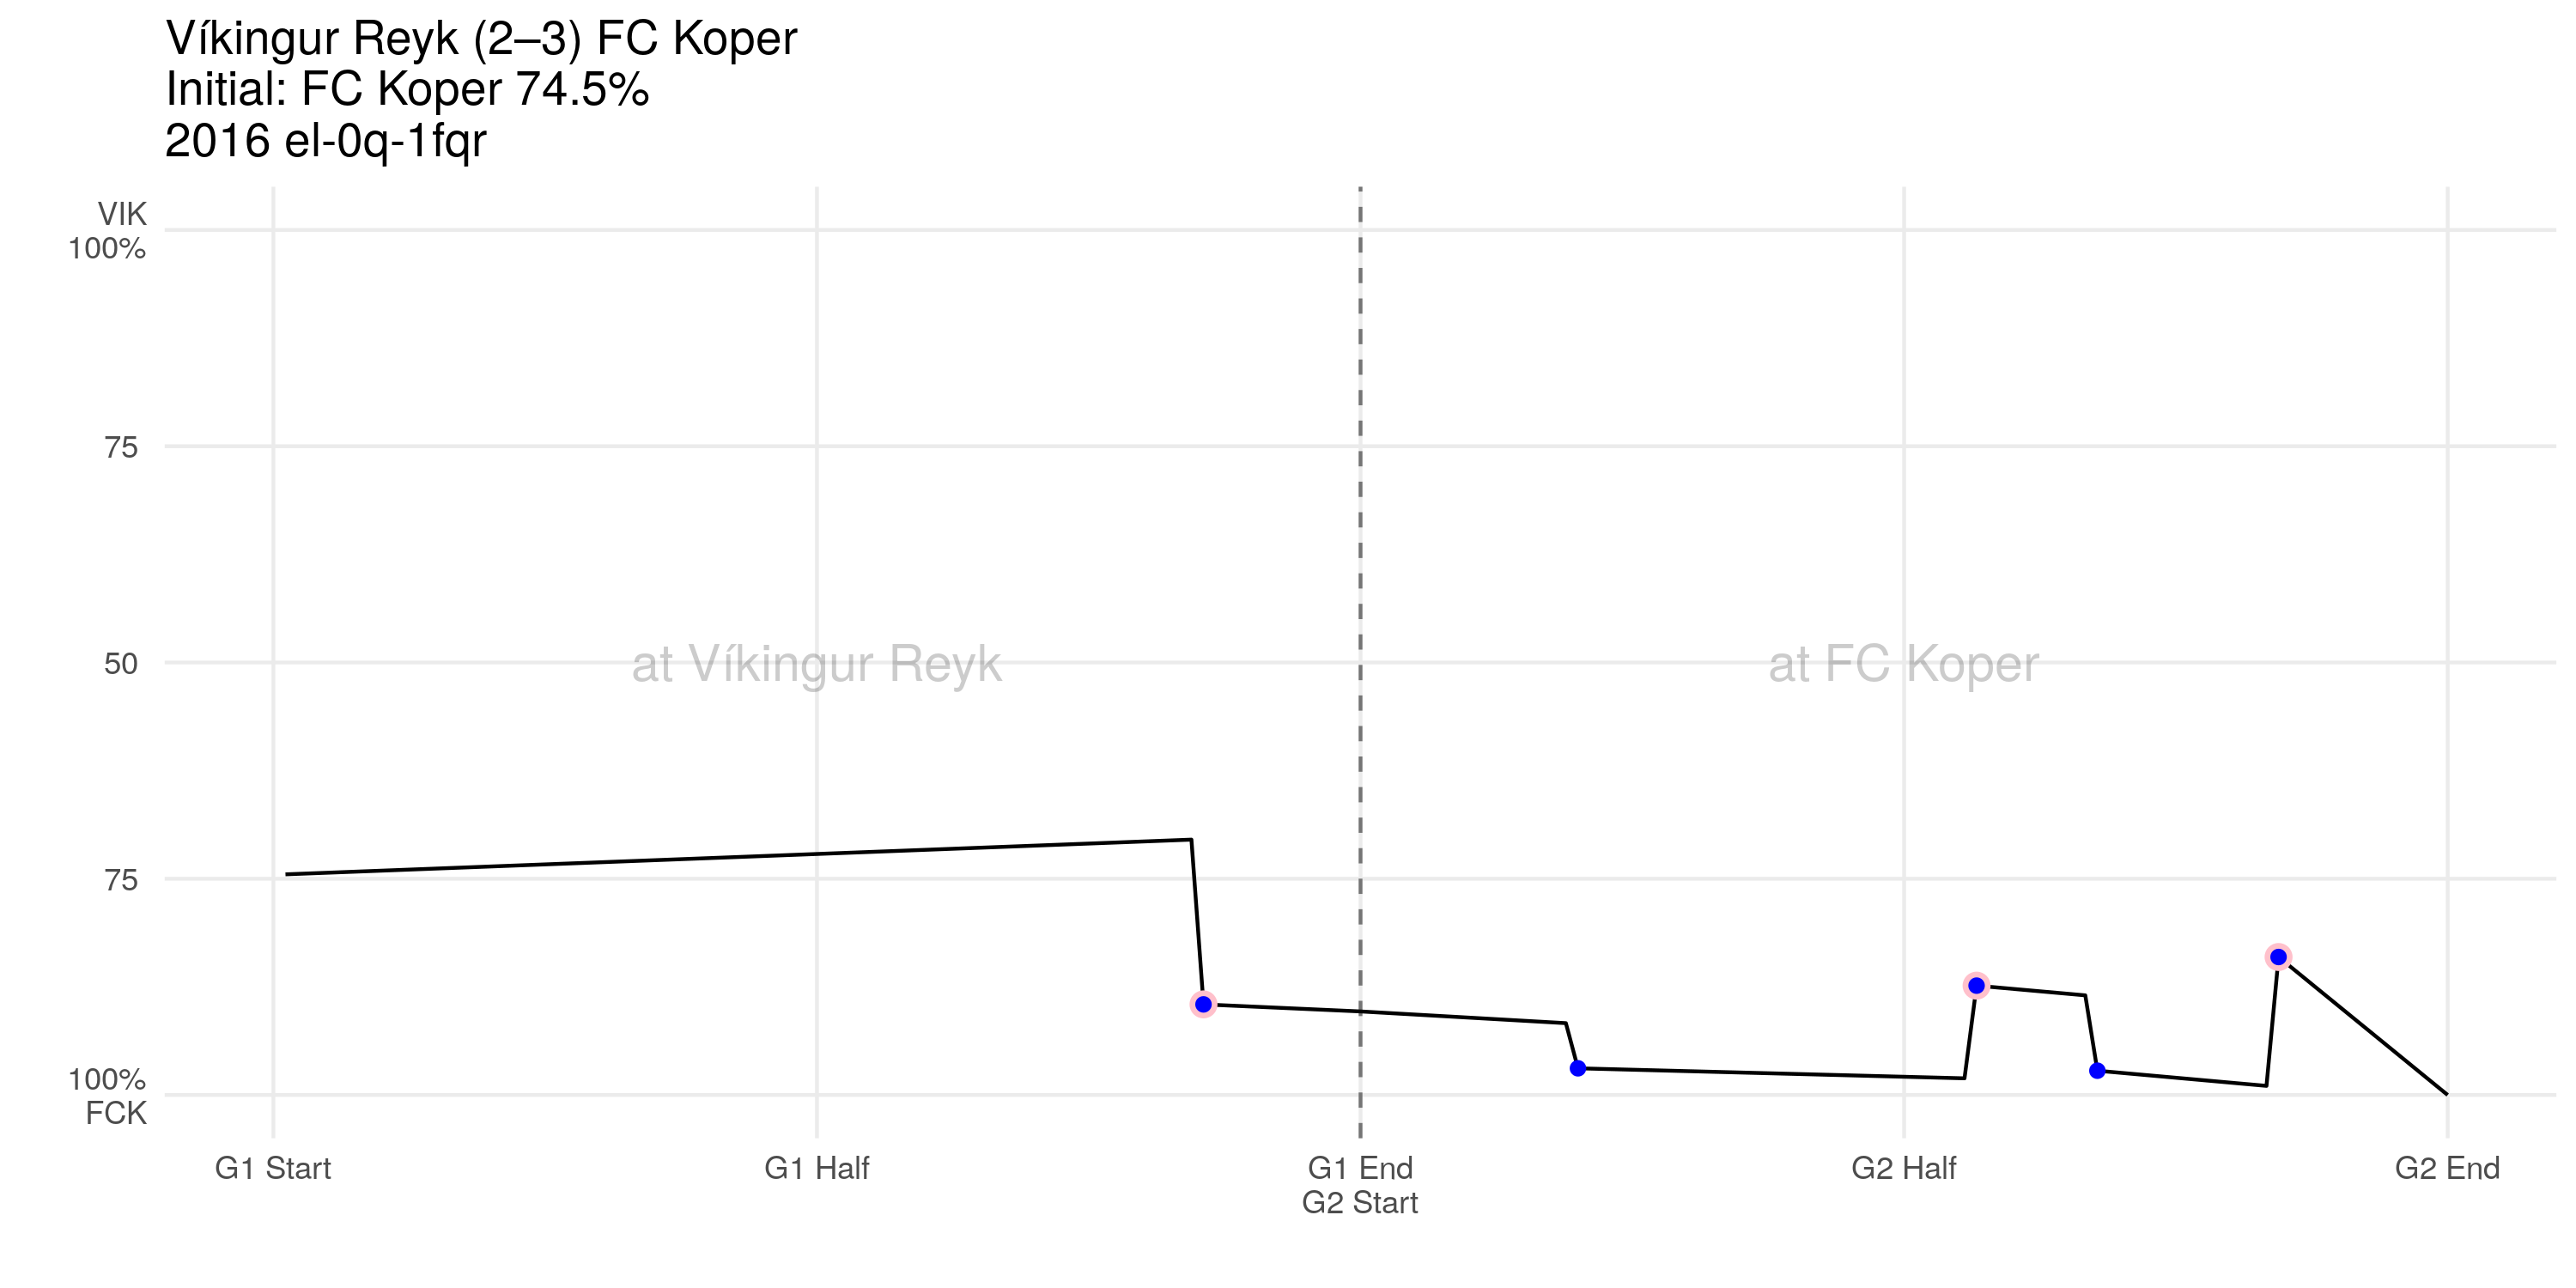 Víkingur Reyk (2–3) FC Koper
Initial: FC Koper 74.5%
2016 el-0q-1fqr
VIK
100%
75
50
75
100%
FCK
at Víkingur Reyk
at FC Koper
G1 Start
G1 Half
G1 End
G2 Start
G2 Half
G2 End